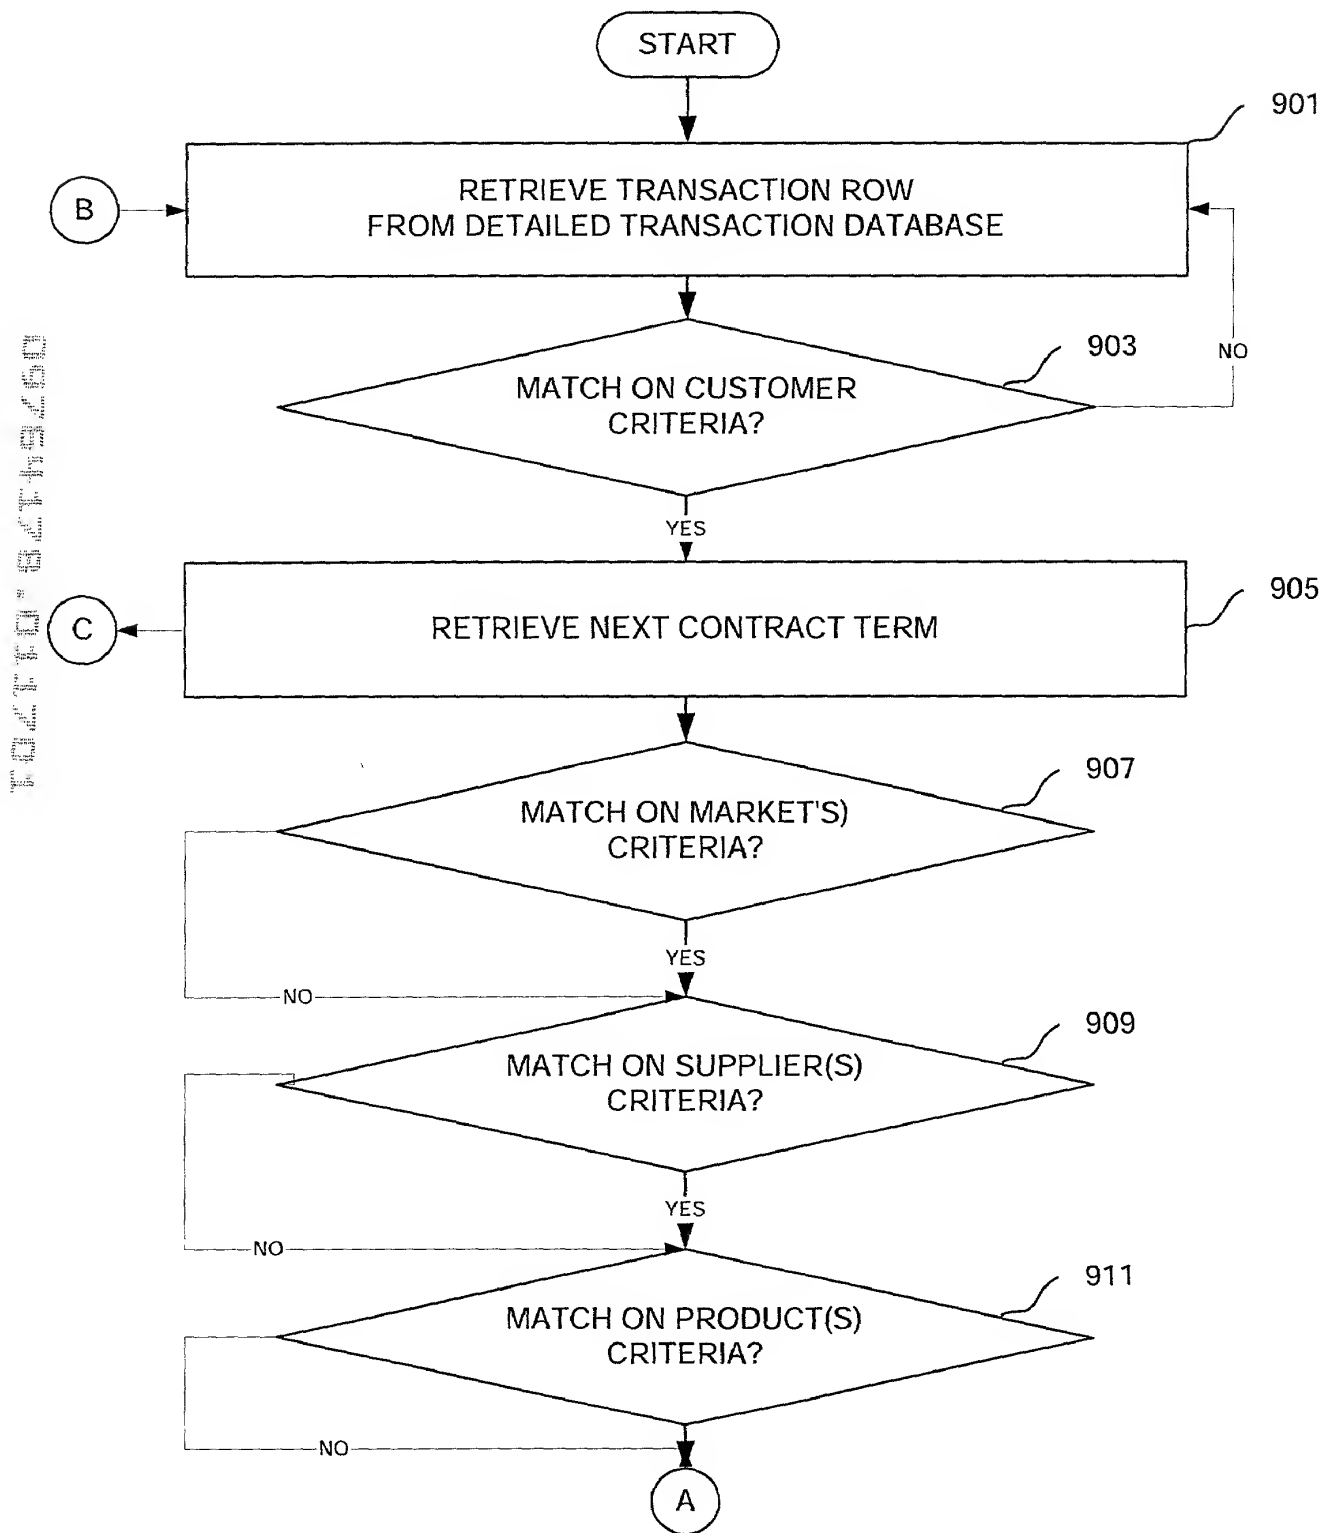 START
901
RETRIEVE TRANSACTION ROW
FROM DETAILED TRANSACTION DATABASE
B
903
NO
MATCH ON CUSTOMER
CRITERIA?
YES
905
RETRIEVE NEXT CONTRACT TERM
C
907
MATCH ON MARKET'S)
CRITERIA?
YES
NO
909
MATCH ON SUPPLIER(S)
CRITERIA?
YES
NO
911
MATCH ON PRODUCT(S)
CRITERIA?
NO
A